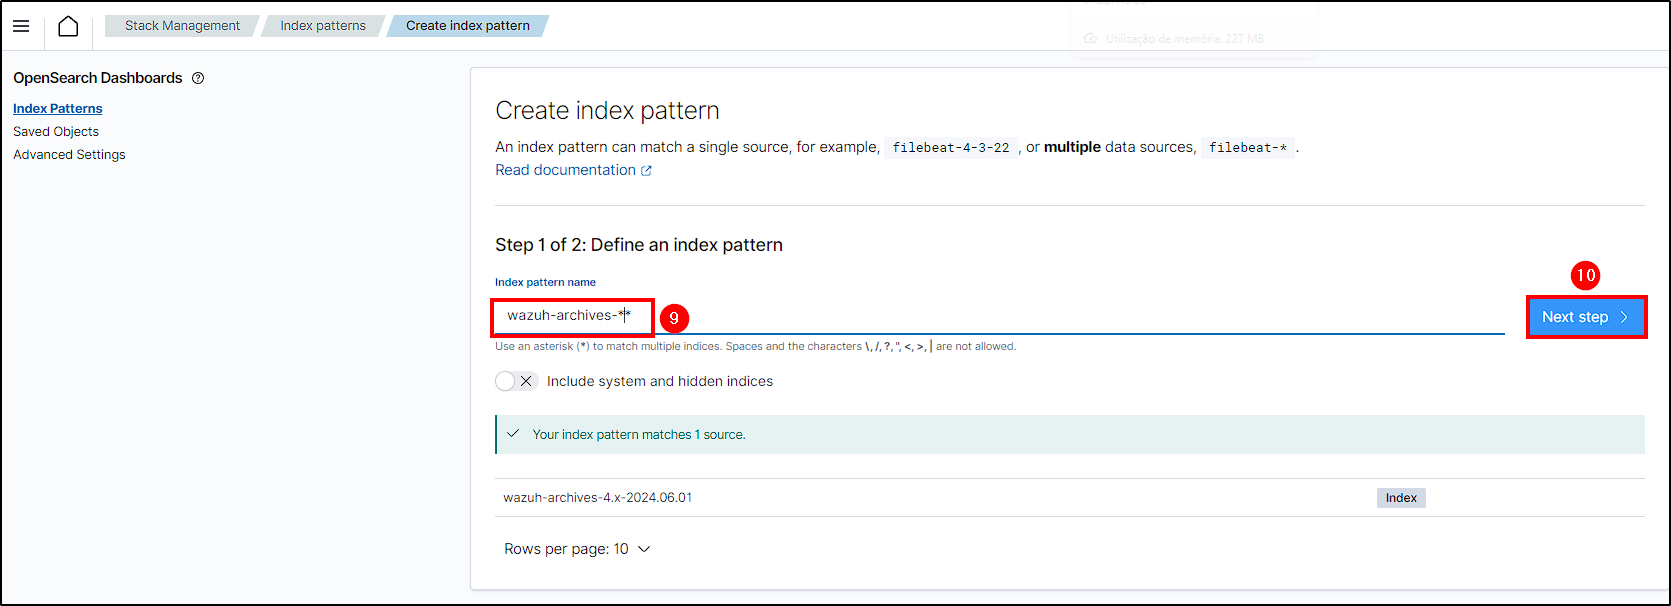 Stack Management Index patterns Create index pattern
Utilização de memória: 227 MB
OpenSearch Dashboards
Index Patterns
Saved Objects
Advanced Settings
Create index pattern
An index pattern can match a single source, for example, filebeat-4-3-22 , or multiple data sources, filebeat-* .
Read documentation
Step 1 of 2: Define an index pattern
Index pattern name
wazuh-archives-**
9
10
Next step
Use an asterisk (*) to match multiple indices. Spaces and the characters \, /, ?, ", <, >, | are not allowed.
Include system and hidden indices
Your index pattern matches 1 source.
wazuh-archives-4.x-2024.06.01 Index
Rows per page: 10